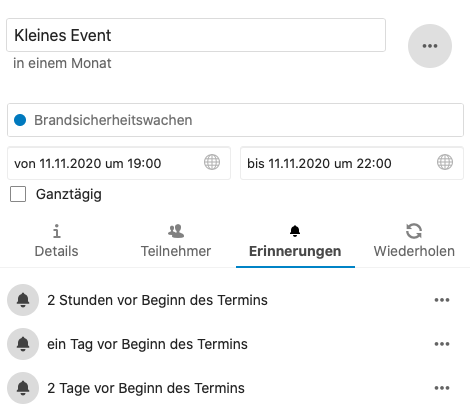 Kleines Event
in einem Monat
Brandsicherheitswachen
von 11.11.2020 um 19:00 bis 11.11.2020 um 22:00
Ganztägig
Details Teilnehmer Erinnerungen Wiederholen
2 Stunden vor Beginn des Termins
ein Tag vor Beginn des Termins
2 Tage vor Beginn des Termins